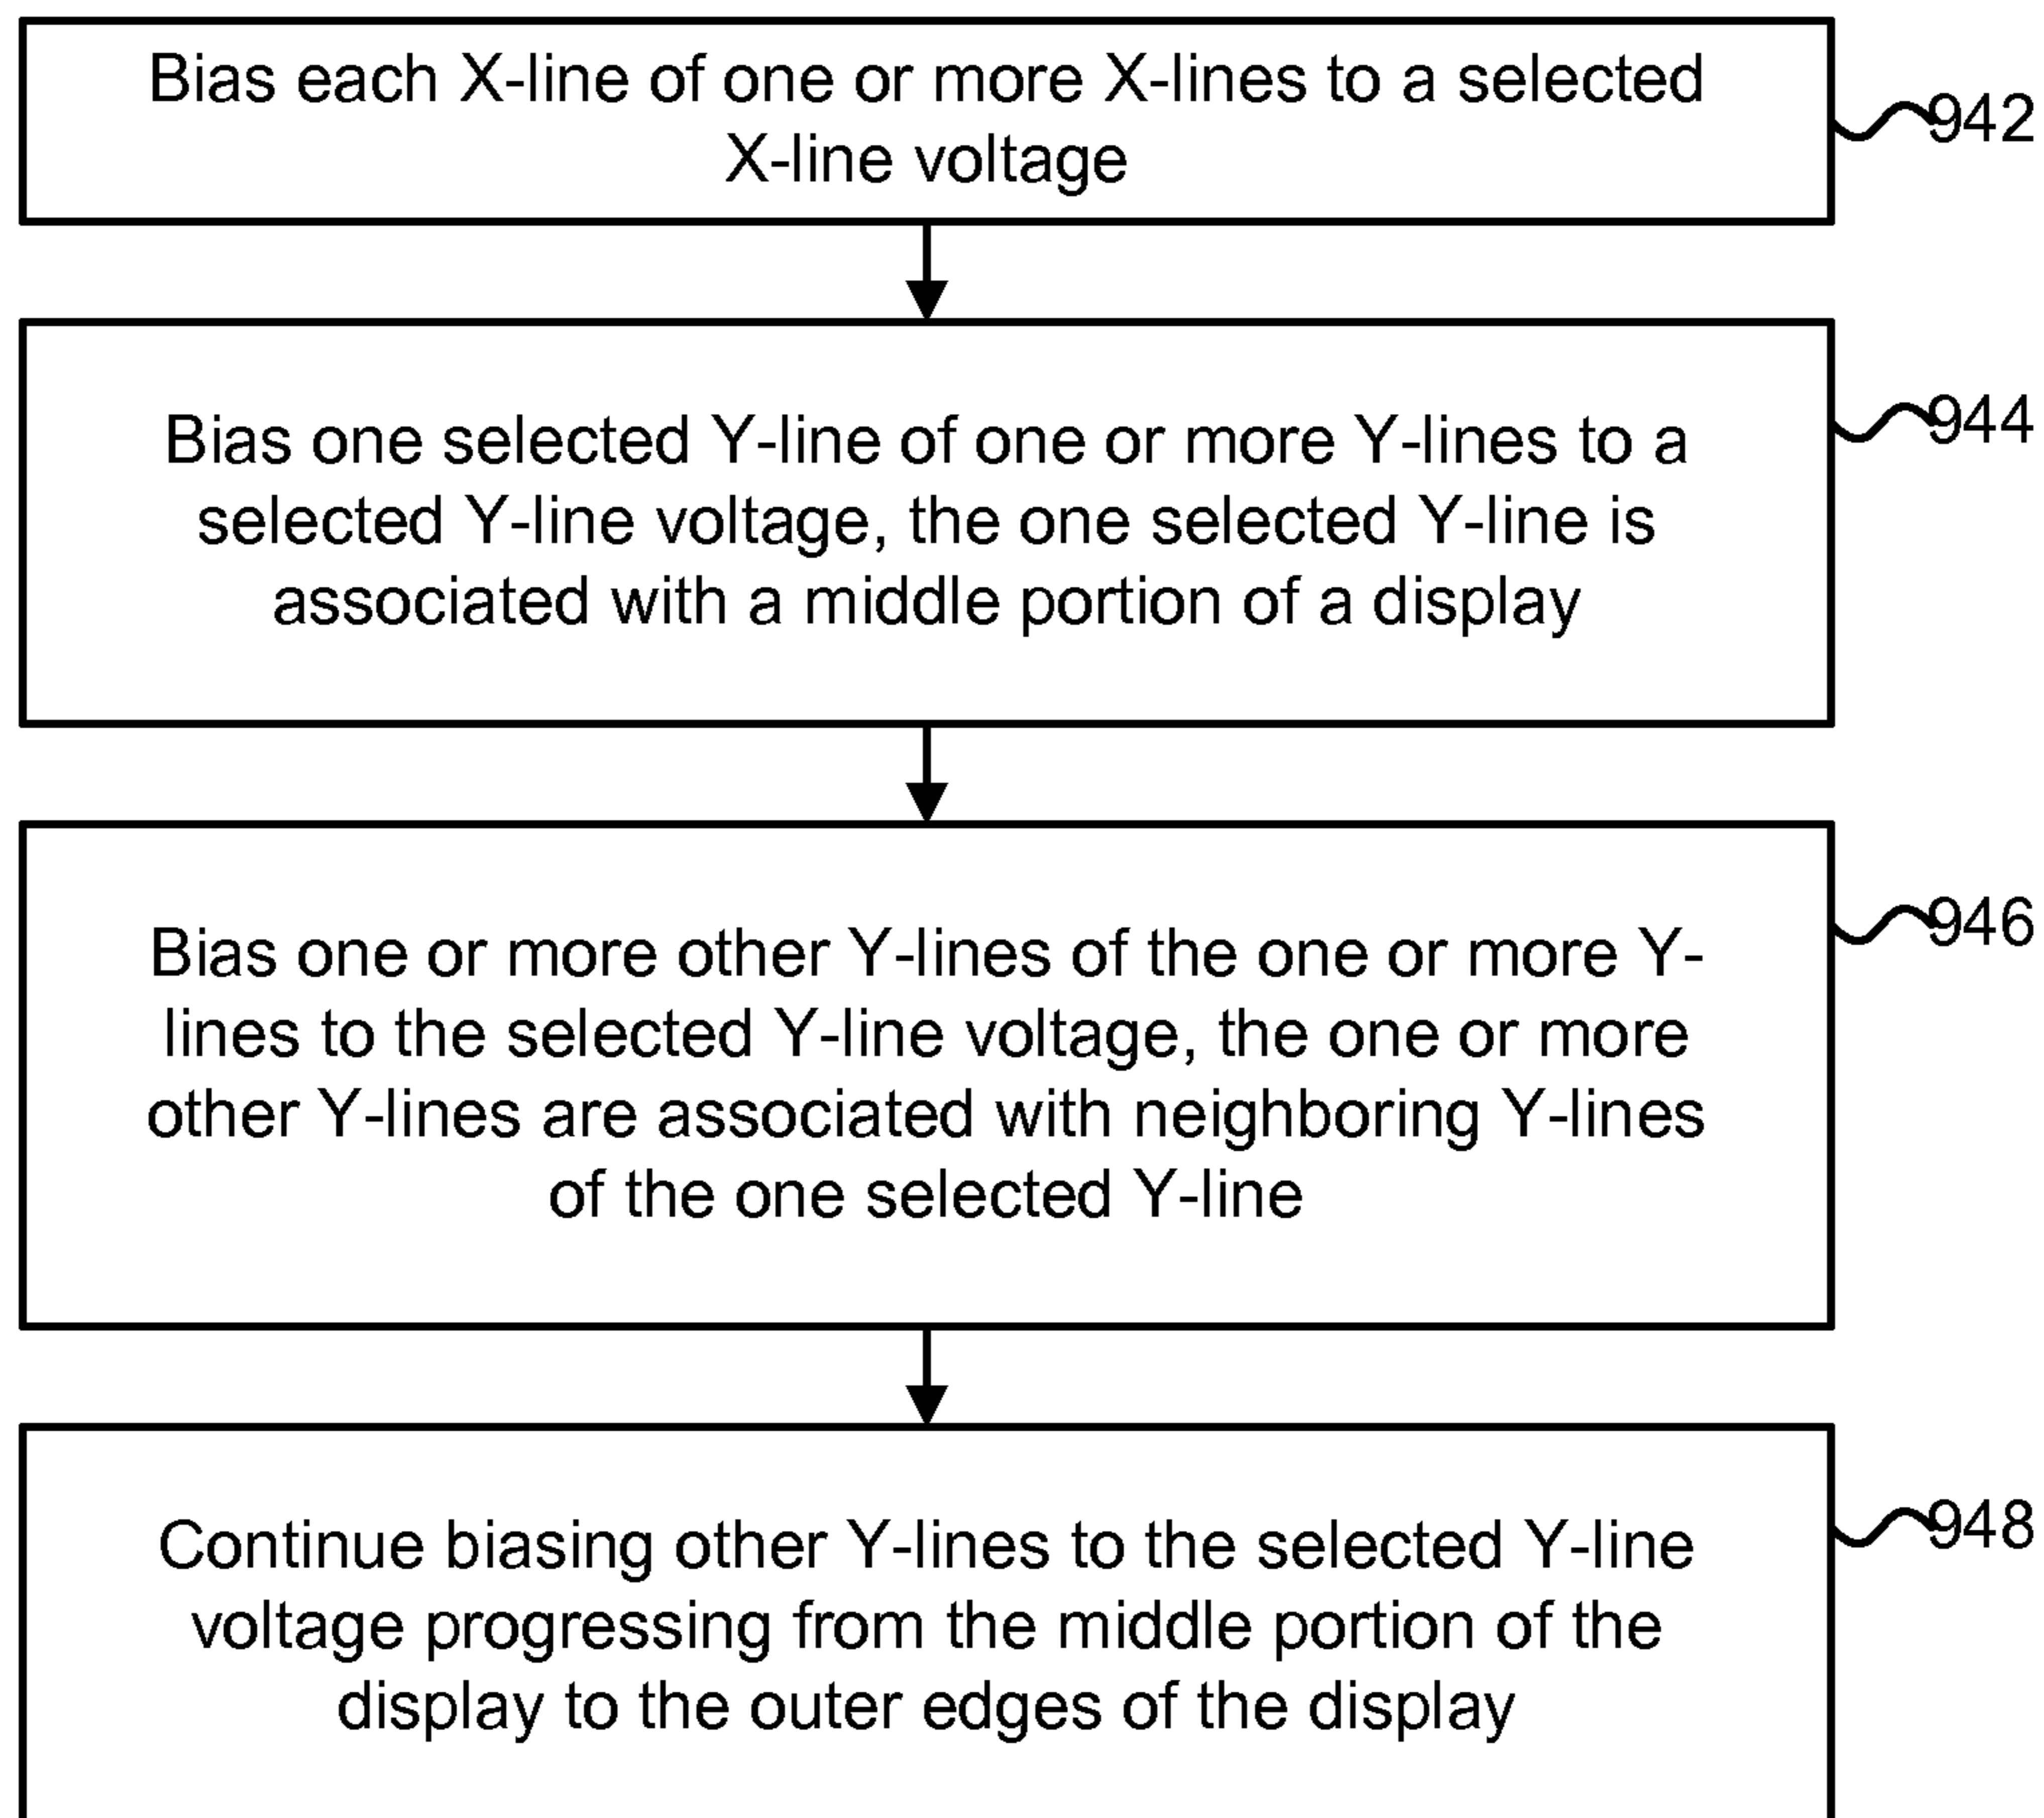 Bias each X-line of one or more X-lines to a selected
X-line voltage
942
Bias one selected Y-line of one or more Y-lines to a
selected Y-line voltage, the one selected Y-line is
associated with a middle portion of a display
944
Bias one or more other Y-lines of the one or more Y-
lines to the selected Y-line voltage, the one or more
other Y-lines are associated with neighboring Y-lines
of the one selected Y-line
946
Continue biasing other Y-lines to the selected Y-line
voltage progressing from the middle portion of the
display to the outer edges of the display
948